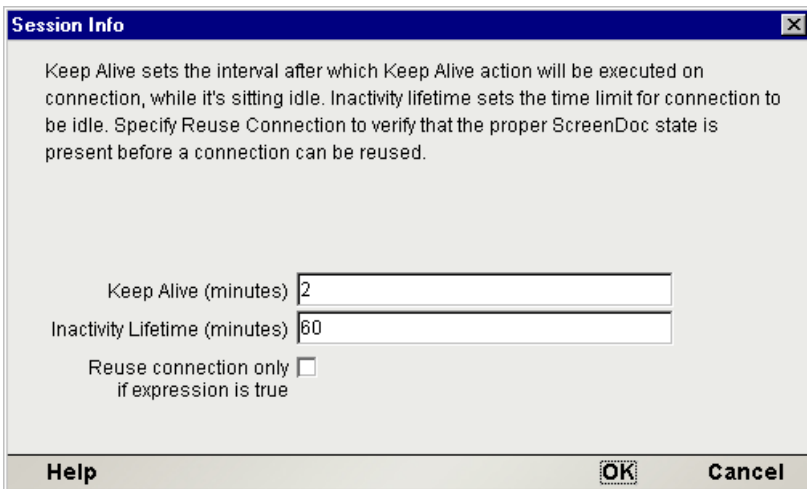 Session Info
Keep Alive sets the interval after which Keep Alive action will be executed on
connection, while it's sitting idle. Inactivity lifetime sets the time limit for connection to
be idle. Specify Reuse Connection to verify that the proper ScreenDoc state is
present before a connection can be reused.
Keep Alive (minutes) 2
Inactivity Lifetime (minutes) 60
Reuse connection only
if expression is true
Help OK Cancel